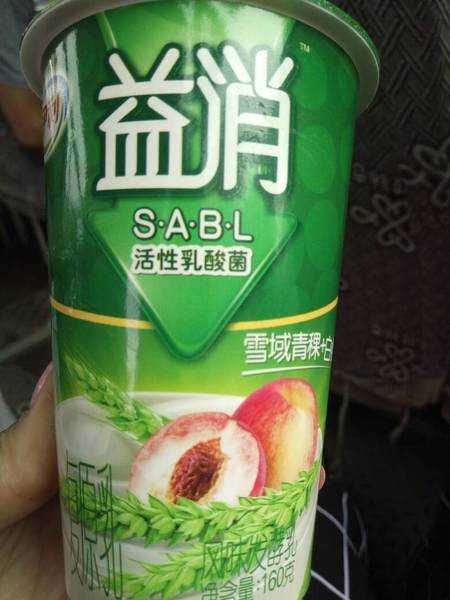 益消
TM
S·A·B·L
活性乳酸菌
雪域青稞+白
风味发酵乳
净含量:160克